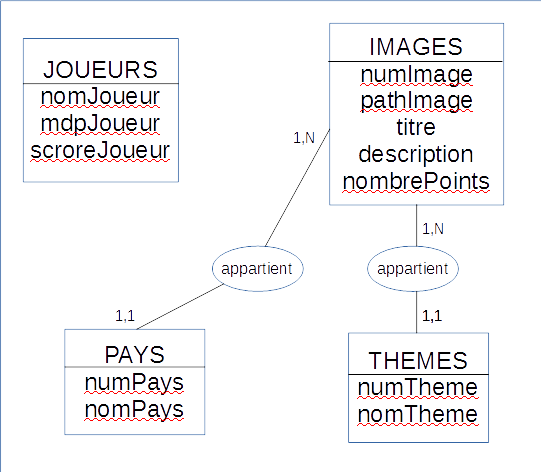 JOUEURS
nomJoueur
mdpJoueur
scroreJoueur
IMAGES
numImage
pathImage
titre
description
nombrePoints
1,N
1,N
appartient
appartient
1,1
1,1
PAYS
numPays
nomPays
THEMES
numTheme
nomTheme